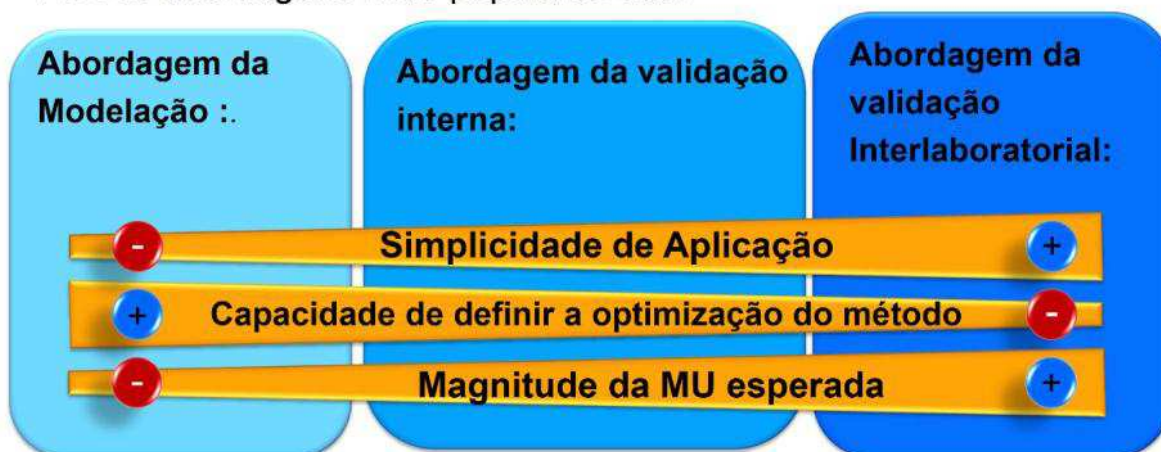 Abordagem da
Modelação :.
Abordagem da validação
interna:
Abordagem da
validação
Interlaboratorial:
- Simplicidade de Aplicação +
+ Capacidade de definir a optimização do método -
- Magnitude da MU esperada +